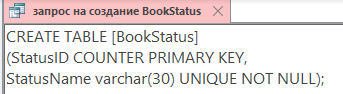 запрос на создание BookStatus
CREATE TABLE [BookStatus]
(StatusID COUNTER PRIMARY KEY,
StatusName varchar(30) UNIQUE NOT NULL);